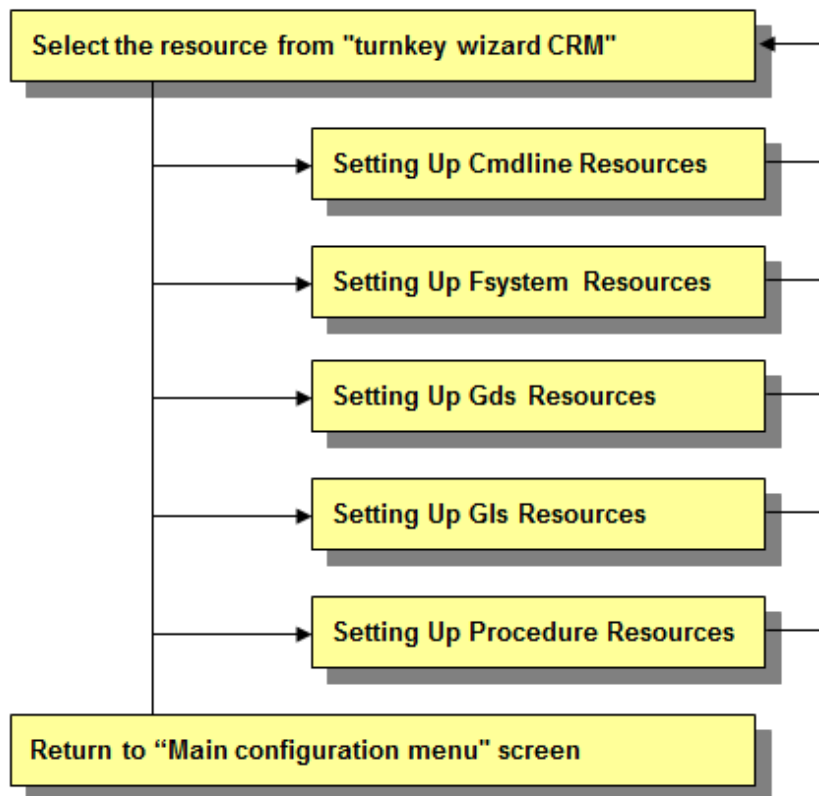 Select the resource from "turnkey wizard CRM"
Setting Up Cmdline Resources
Setting Up Fsystem  Resources
Setting Up Gds Resources
Setting Up Gls Resources
Setting Up Procedure Resources
Return to “Main configuration menu" screen